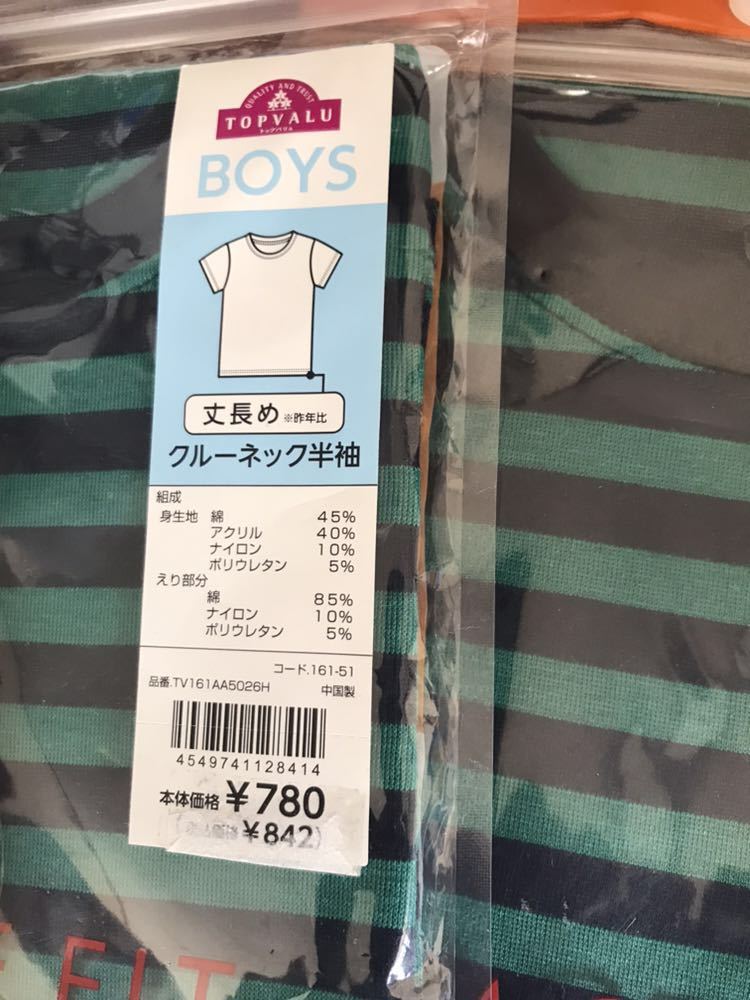 QUALITY AND TRUST
TOPVALU
トップバリュ
BOYS
丈長め ※昨年比
クルーネック半袖
組成
身生地 綿 45%
アクリル 40%
ナイロン 10%
ポリウレタン 5%
えり部分
綿 85%
ナイロン 10%
ポリウレタン 5%
コード.161-51
品番.TV161AA5026H 中国製
4549741128414
本体価格 ¥780
¥842)
FIT